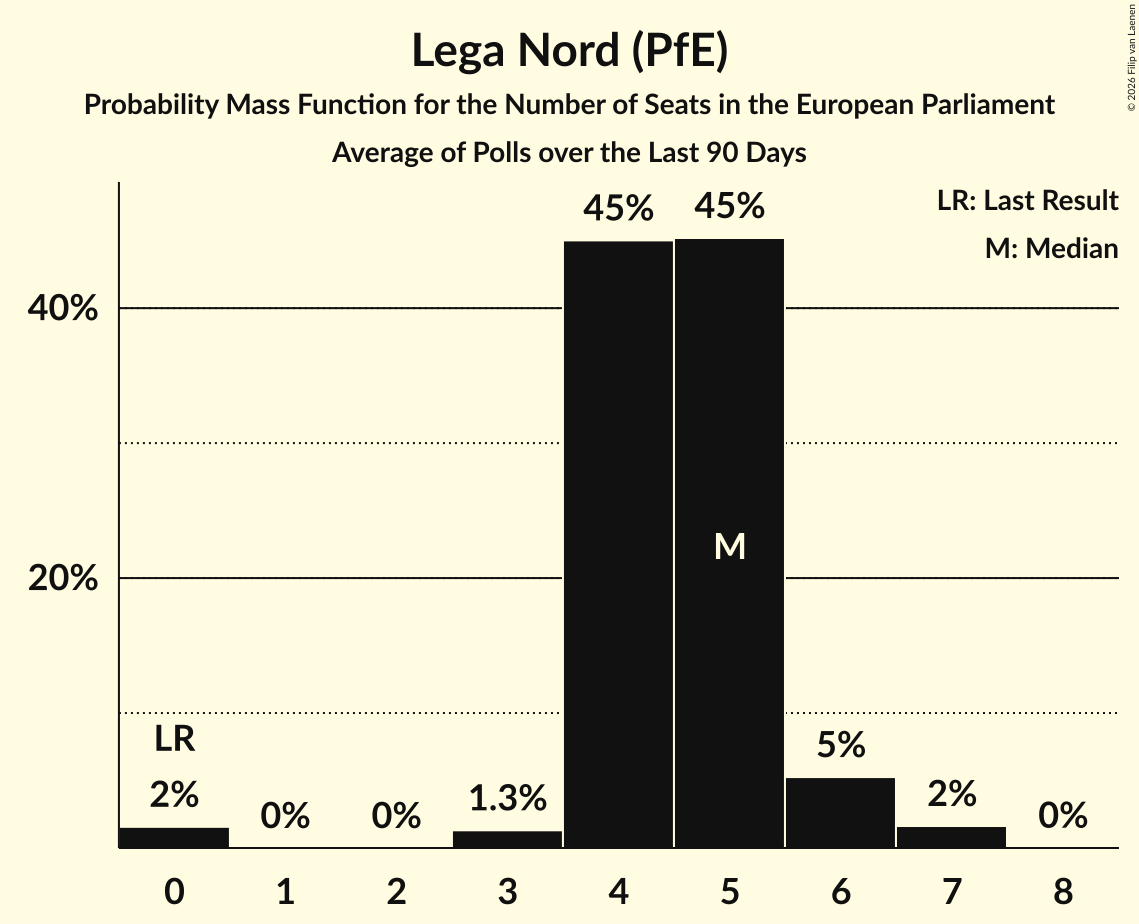 Lega Nord (PfE)
Probability Mass Function for the Number of Seats in the European Parliament
Average of Polls over the Last 90 Days
© 2026 Filip van Laenen
LR: Last Result
M: Median
45%
45%
40%
M
20%
LR
2%
0%
0%
1.3%
5%
2%
0%
0
1
2
3
4
5
6
7
8